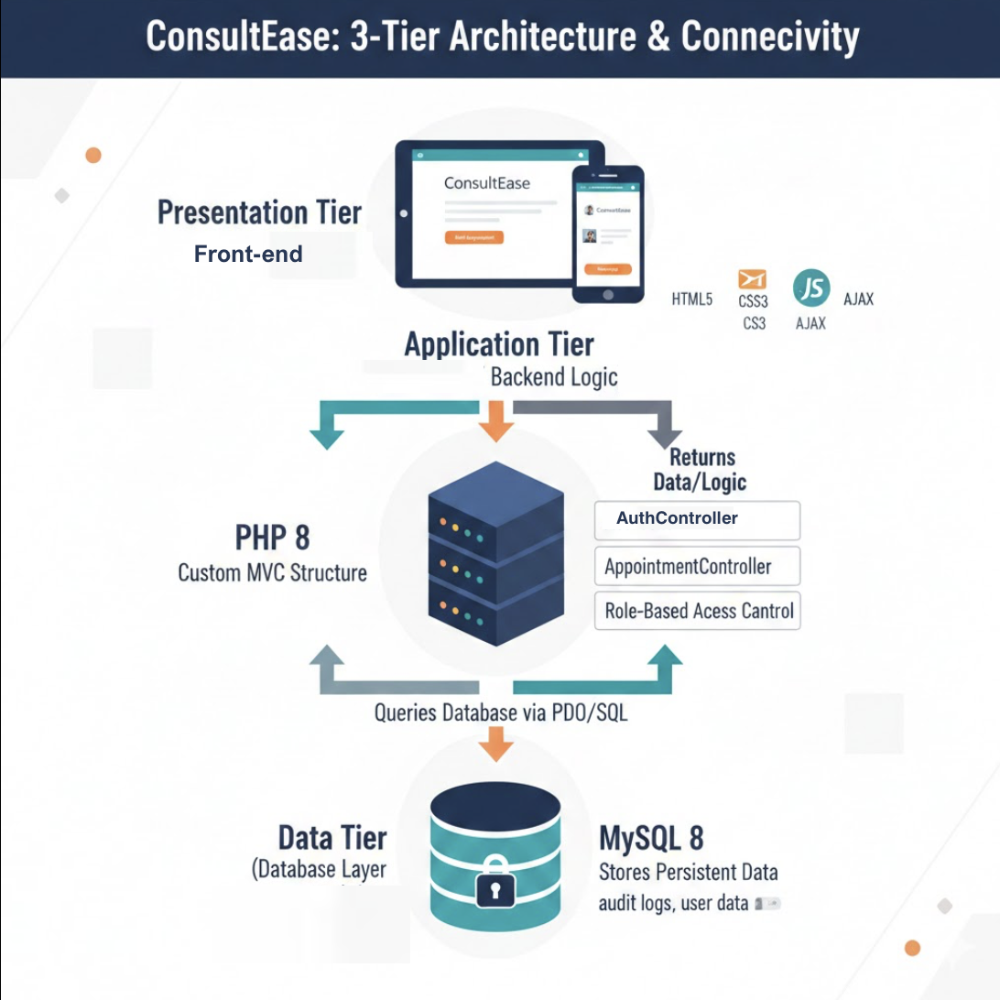 ConsultEase: 3-Tier Architecture & Connecivity
ConsultEase
Presentation Tier
Front-end
HTML5
CSS3
JS
AJAX
CS3
AJAX
Application Tier
Backend Logic
Returns
Data/Logic
AuthController
PHP 8
Custom MVC Structure
AppointmentController
Role-Based Acess Cantrol
Queries Database via PDO/SQL
Data Tier
(Database Layer
MySQL 8
Stores Persistent Data
audit logs, user data